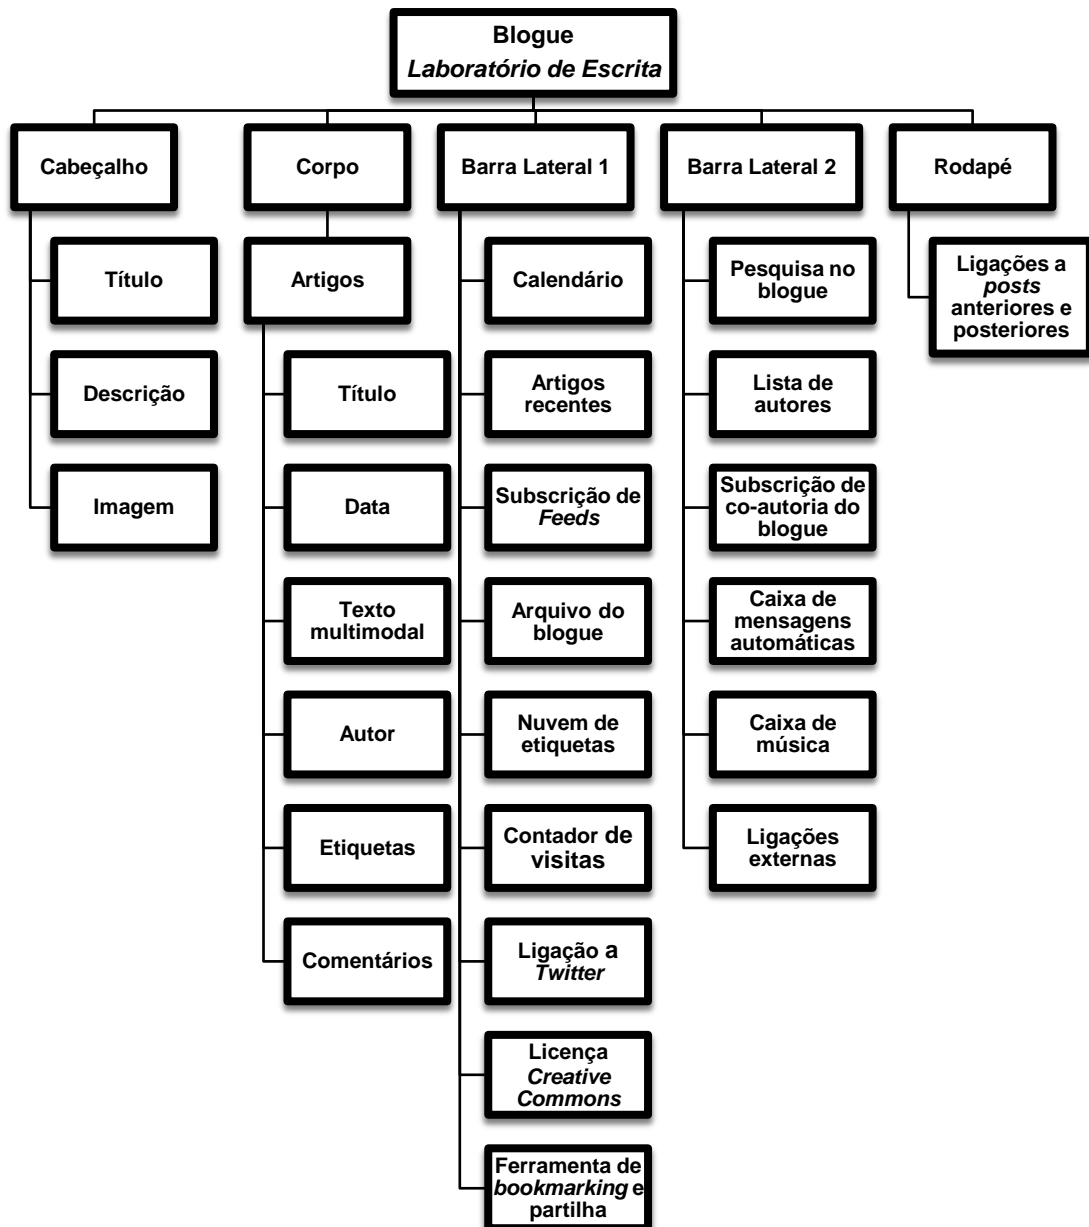 Blogue
Laboratório de Escrita
Cabeçalho
Corpo
Barra Lateral 1
Barra Lateral 2
Rodapé
Título
Descrição
Imagem
Artigos
Título
Data
Texto
multimodal
Autor
Etiquetas
Comentários
Calendário
Artigos
recentes
Subscrição de
Feeds
Arquivo do
blogue
Nuvem de
etiquetas
Contador de
visitas
Ligação a
Twitter
Licença
Creative
Commons
Ferramenta de
bookmarking e
partilha
Pesquisa no
blogue
Lista de
autores
Subscrição de
co-autoria do
blogue
Caixa de
mensagens
automáticas
Caixa de
música
Ligações
externas
Ligações a
posts
anteriores e
posteriores